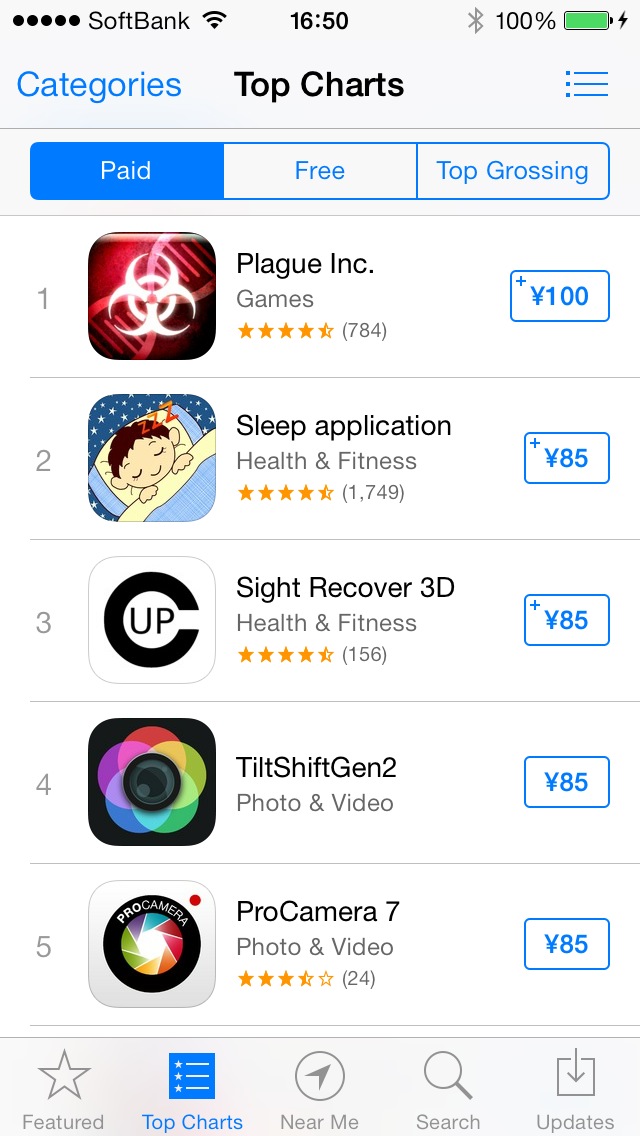 SoftBank 16:50 100%
Categories Top Charts
Paid Free Top Grossing
1
Plague Inc.
Games
(784)
+ ¥100
2
ZZZ
Sleep application
Health & Fitness
(1,749)
+ ¥85
3
UP
Sight Recover 3D
Health & Fitness
(156)
+ ¥85
4
TiltShiftGen2
Photo & Video
¥85
5
PROCAMERA
ProCamera 7
Photo & Video
(24)
¥85
Featured Top Charts Near Me Search Updates